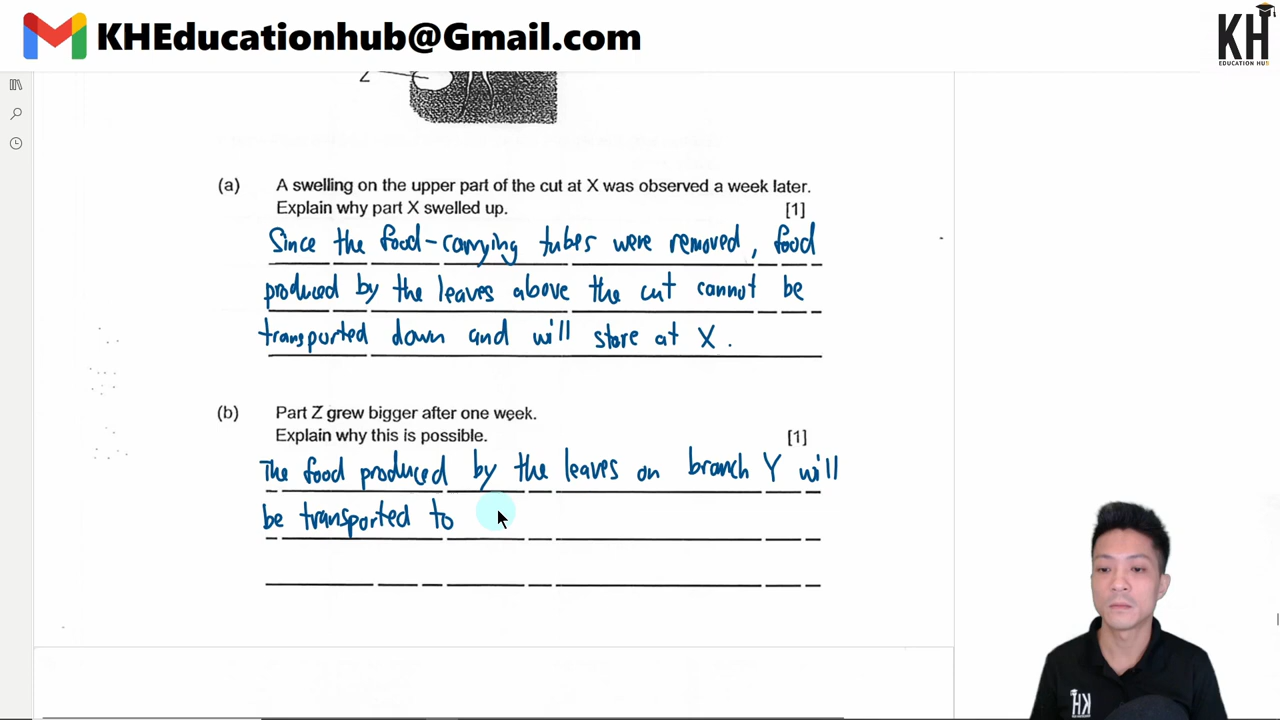 KHEducationhub@Gmail.com
KH
EDUCATION HUB
Z
(a) A swelling on the upper part of the cut at X was observed a week later.
Explain why part X swelled up. [1]
Since the food-carrying tubes were removed, food
produced by the leaves above the cut cannot be
transported down and will store at X.
(b) Part Z grew bigger after one week.
Explain why this is possible. [1]
The food produced by the leaves on branch Y will
be transported to
KH